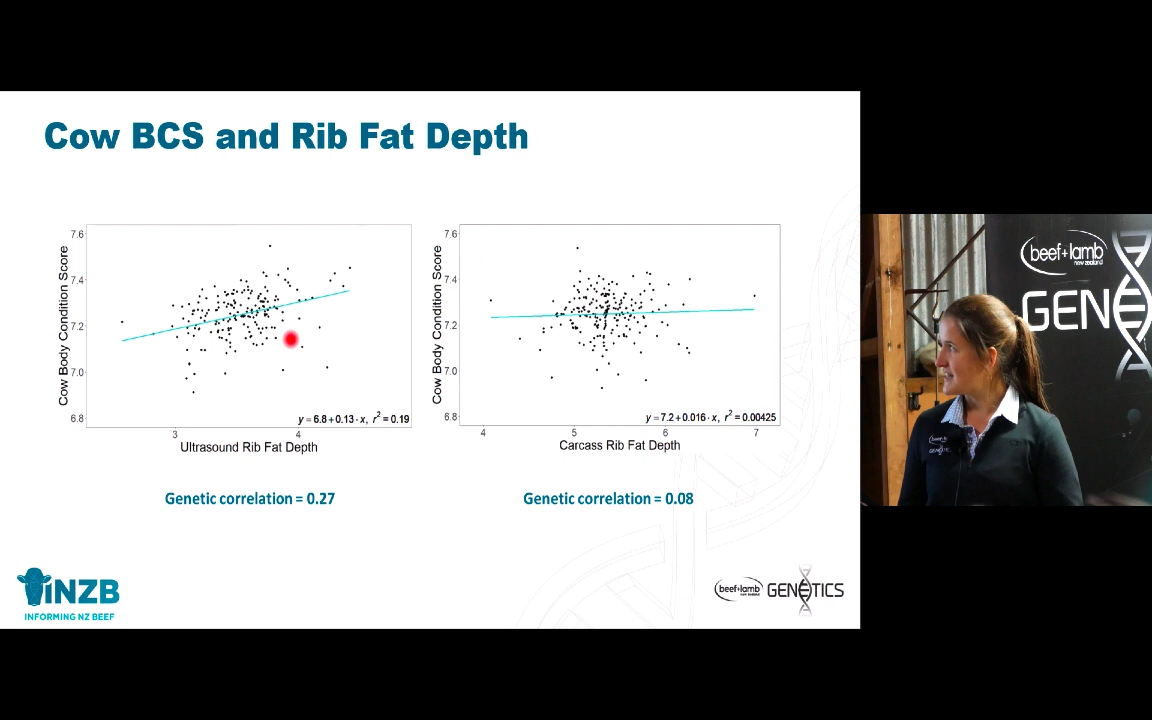 Cow BCS and Rib Fat Depth
7.6
7.4
7.2
7.0
6.8
Cow Body Condition Score
3
4
y = 6.8+0.13 · x, r² = 0.19
Ultrasound Rib Fat Depth
Genetic correlation = 0.27
7.6
7.4
7.2
7.0
6.8
Cow Body Condition Score
4
5
6
7
y = 7.2+0.016 · x, r² = 0.00425
Carcass Rib Fat Depth
Genetic correlation = 0.08
iNZB
INFORMING NZ BEEF
beef+lamb
new zealand
GENETICS
beef+lamb
new zealand
GENE